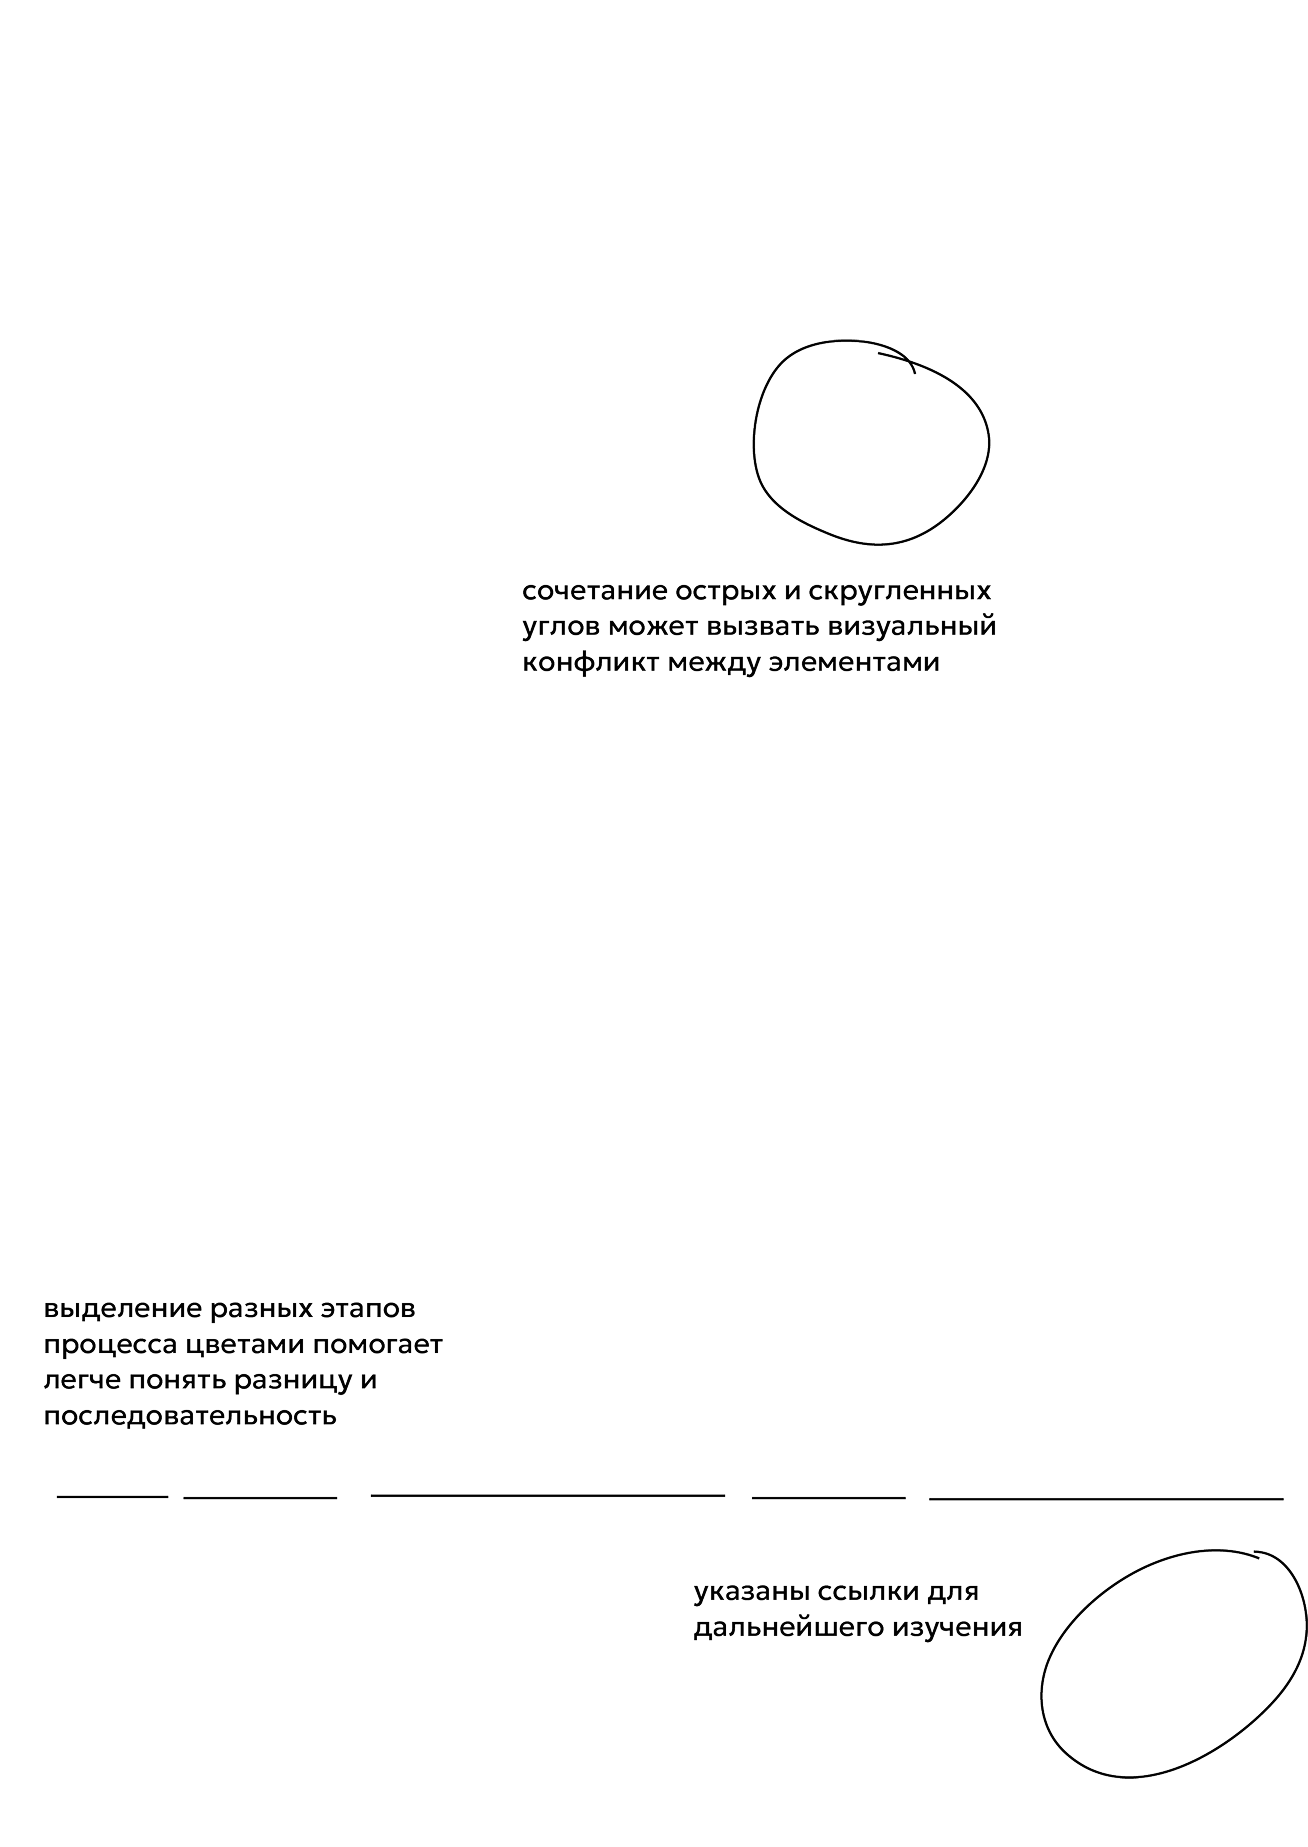 сочетание острых и скругленных
углов может вызвать визуальный
конфликт между элементами
выделение разных этапов
процесса цветами помогает
легче понять разницу и
последовательность
указаны ссылки для
дальнейшего изучения